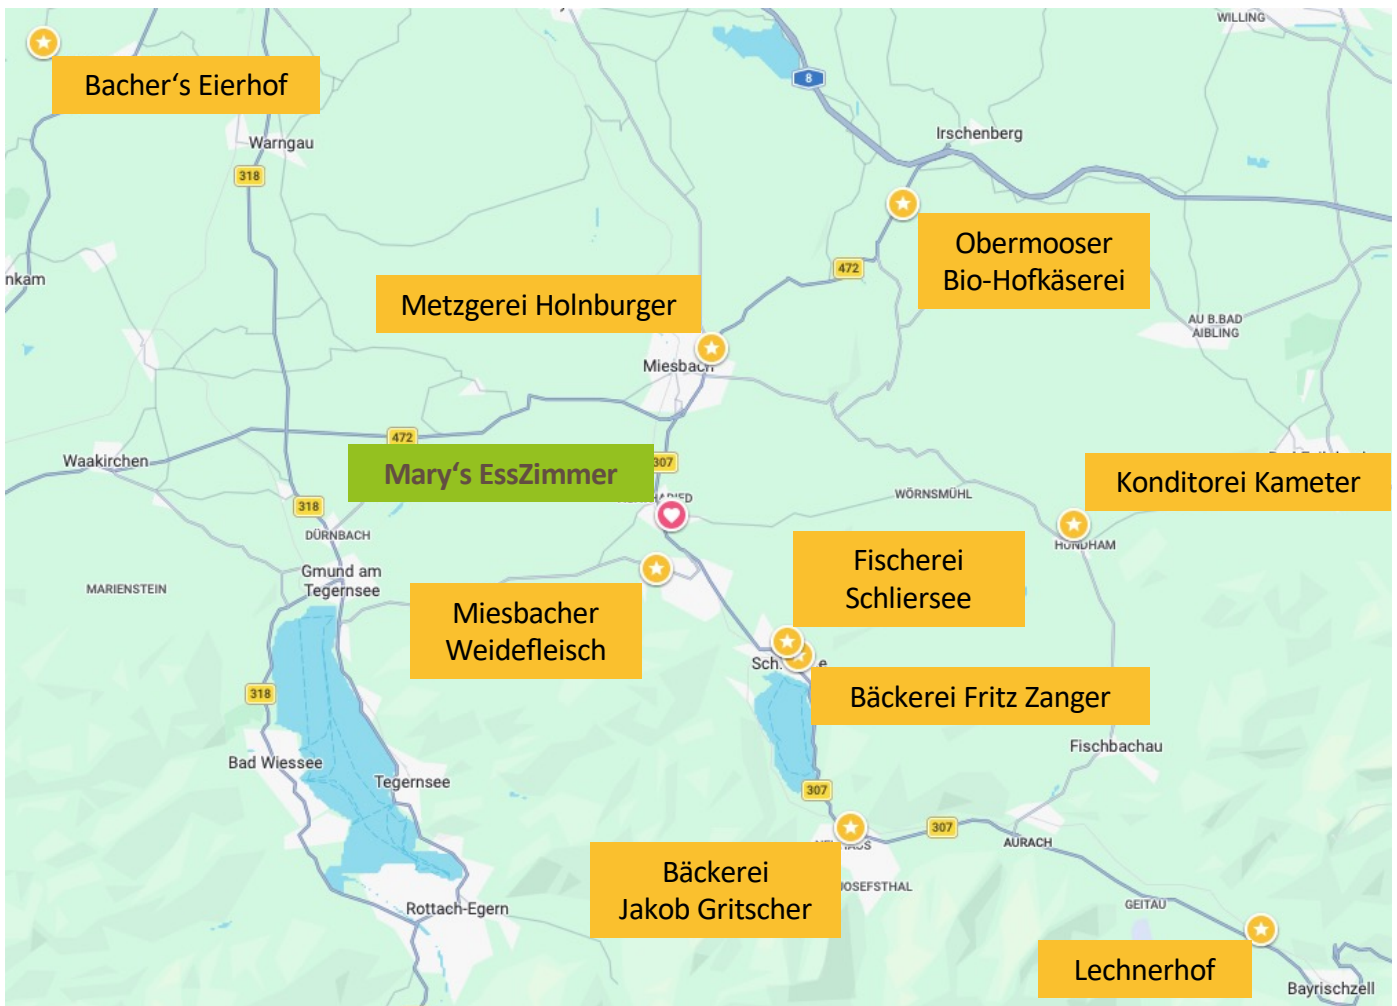 WILLING
8
Bacher‘s Eierhof
Irschenberg
Warngau
318
Obermooser
Bio-Hofkäserei
472
nkam
Metzgerei Holnburger
AU B.BAD
AIBLING
Miesbach
472
Waakirchen
Mary‘s EssZimmer
307
Konditorei Kameter
WÖRNSMÜHL
318
DÜRNBACH
HUNDHAM
Fischerei
Schliersee
Gmund am
Tegernsee
MARIENSTEIN
Miesbacher
Weidefleisch
318
Bäckerei Fritz Zanger
Fischbachau
Bad Wiessee
Tegernsee
307
307
AURACH
Bäckerei
Jakob Gritscher
JOSEFSTHAL
Rottach-Egern
GEITAU
Lechnerhof
Bayrischzell